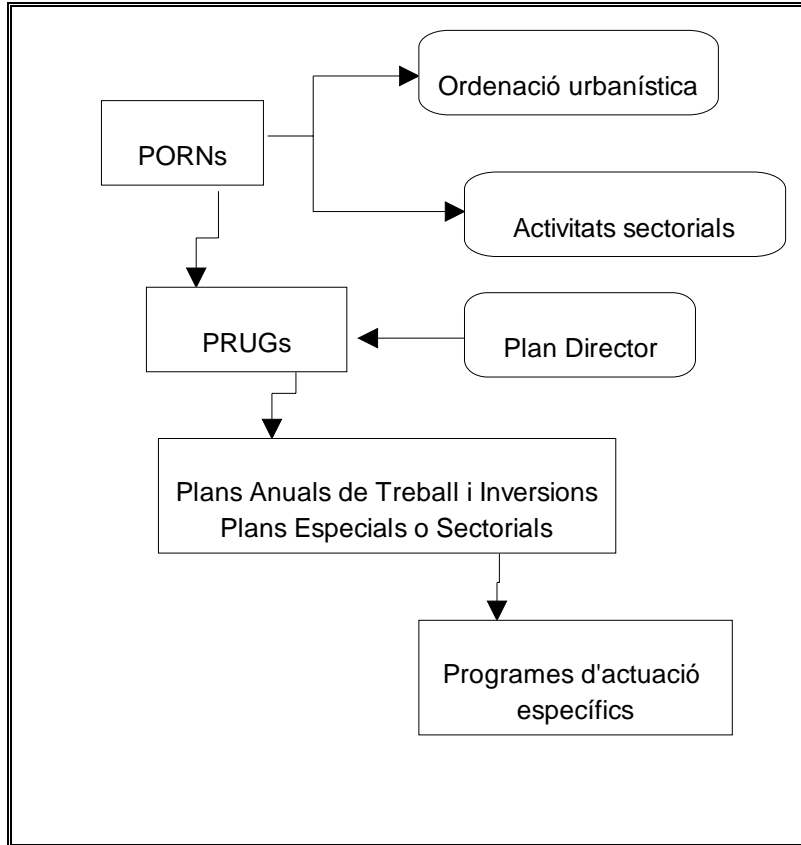 Ordenació urbanística
PORNs
Activitats sectorials
PRUGs
Plan Director
Plans Anuals de Treball i Inversions
Plans Especials o Sectorials
Programes d'actuació
específics